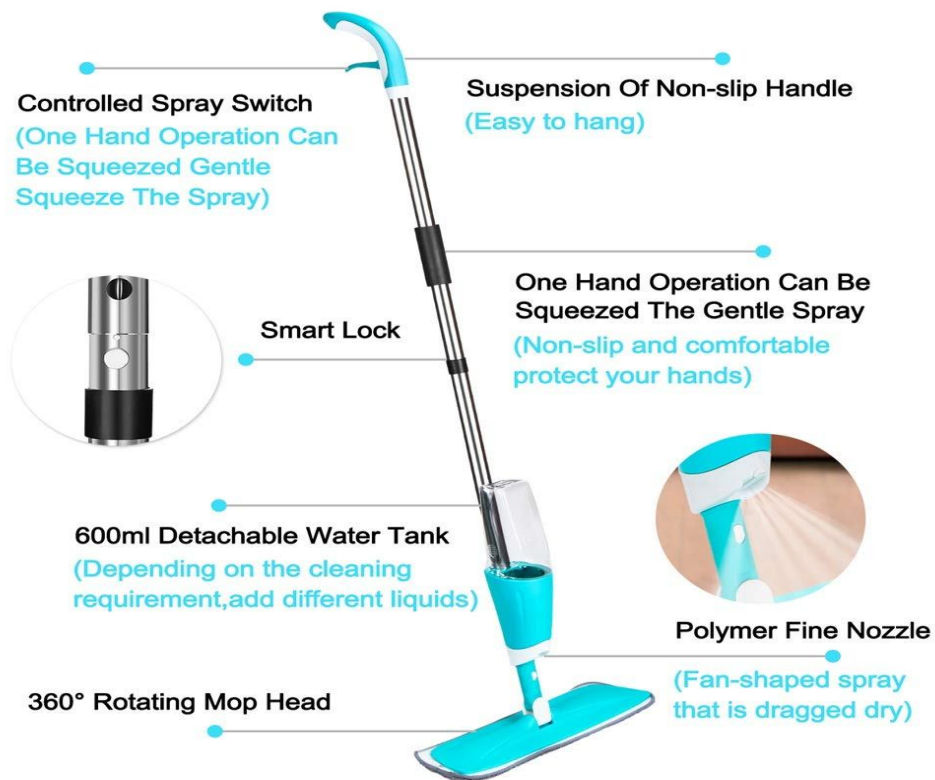 Controlled Spray Switch
(One Hand Operation Can
Be Squeezed Gentle
Squeeze The Spray)
Suspension Of Non-slip Handle
(Easy to hang)
One Hand Operation Can Be
Squeezed The Gentle Spray
(Non-slip and comfortable
protect your hands)
Smart Lock
600ml Detachable Water Tank
(Depending on the cleaning
requirement,add different liquids)
Polymer Fine Nozzle
(Fan-shaped spray
that is dragged dry)
360° Rotating Mop Head